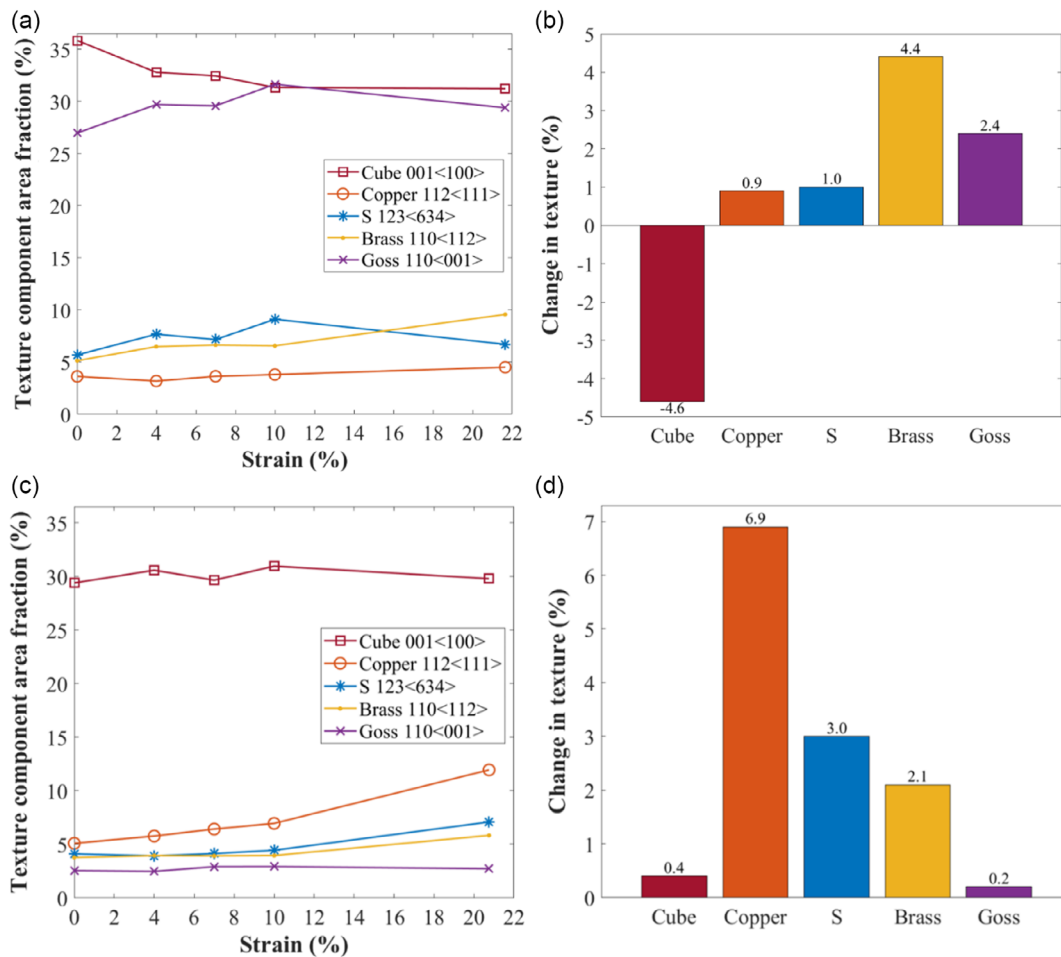 (a)
Texture component area fraction (%)
35
30
25
20
15
10
5
0
0 2 4 6 8 10 12 14 16 18 20 22
Strain (%)
Cube 001<100>
Copper 112<111>
S 123<634>
Brass 110<112>
Goss 110<001>
(b)
Change in texture (%)
5
4
3
2
1
0
-1
-2
-3
-4
-5
-4.6
0.9
1.0
4.4
2.4
Cube Copper S Brass Goss
(c)
Texture component area fraction (%)
35
30
25
20
15
10
5
0
0 2 4 6 8 10 12 14 16 18 20 22
Strain (%)
Cube 001<100>
Copper 112<111>
S 123<634>
Brass 110<112>
Goss 110<001>
(d)
Change in texture (%)
7
6
5
4
3
2
1
0
0.4
6.9
3.0
2.1
0.2
Cube Copper S Brass Goss